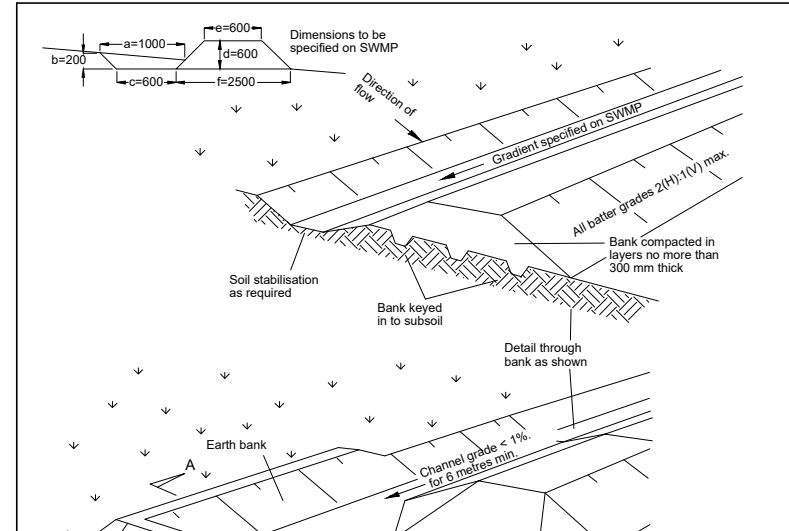 e=600
Dimensions to be
specified on SWMP
a=1000
b=200
d=600
c=600
f=2500
Direction of
flow
Gradient specified on SWMP
All batter grades 2(H):1(V) max.
Bank compacted in
layers no more than
300 mm thick
Soil stabilisation
as required
Bank keyed
in to subsoil
Detail through
bank as shown
Earth bank
A
Channel grade < 1%.
for 6 metres min.